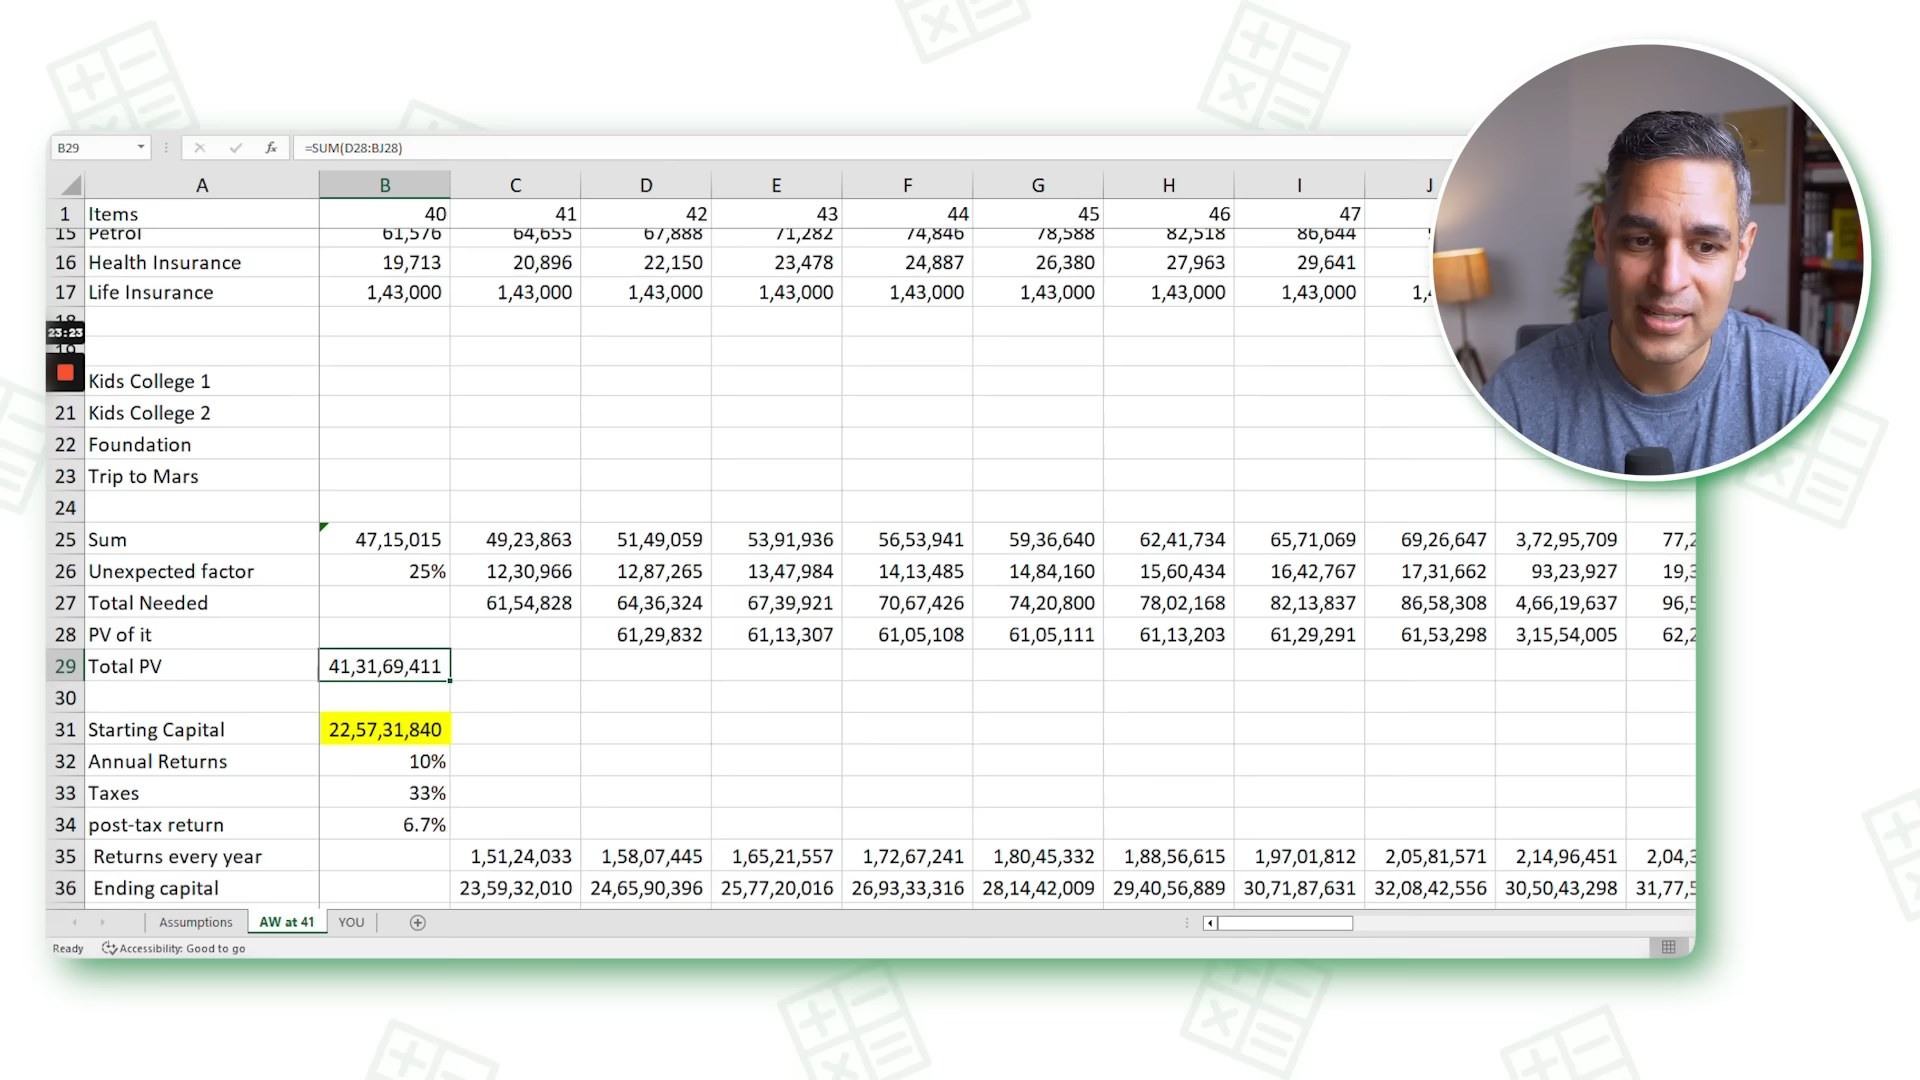 B29 =SUM(D28:BJ28)
A B C D E F G H I J
1 Items 40 41 42 43 44 45 46 47
15 Petrol 61,576 64,655 67,888 71,282 74,846 78,588 82,518 86,644
16 Health Insurance 19,713 20,896 22,150 23,478 24,887 26,380 27,963 29,641
17 Life Insurance 1,43,000 1,43,000 1,43,000 1,43,000 1,43,000 1,43,000 1,43,000 1,43,000
18
23:23
19
Kids College 1
21 Kids College 2
22 Foundation
23 Trip to Mars
24
25 Sum 47,15,015 49,23,863 51,49,059 53,91,936 56,53,941 59,36,640 62,41,734 65,71,069 69,26,647 3,72,95,709 77,2
26 Unexpected factor 25% 12,30,966 12,87,265 13,47,984 14,13,485 14,84,160 15,60,434 16,42,767 17,31,662 93,23,927 19,3
27 Total Needed 61,54,828 64,36,324 67,39,921 70,67,426 74,20,800 78,02,168 82,13,837 86,58,308 4,66,19,637 96,5
28 PV of it 61,29,832 61,13,307 61,05,108 61,05,111 61,13,203 61,29,291 61,53,298 3,15,54,005 62,2
29 Total PV 41,31,69,411
30
31 Starting Capital 22,57,31,840
32 Annual Returns 10%
33 Taxes 33%
34 post-tax return 6.7%
35 Returns every year 1,51,24,033 1,58,07,445 1,65,21,557 1,72,67,241 1,80,45,332 1,88,56,615 1,97,01,812 2,05,81,571 2,14,96,451 2,04,3
36 Ending capital 23,59,32,010 24,65,90,396 25,77,20,016 26,93,33,316 28,14,42,009 29,40,56,889 30,71,87,631 32,08,42,556 30,50,43,298 31,77,5
Assumptions AW at 41 YOU
Ready Accessibility: Good to go